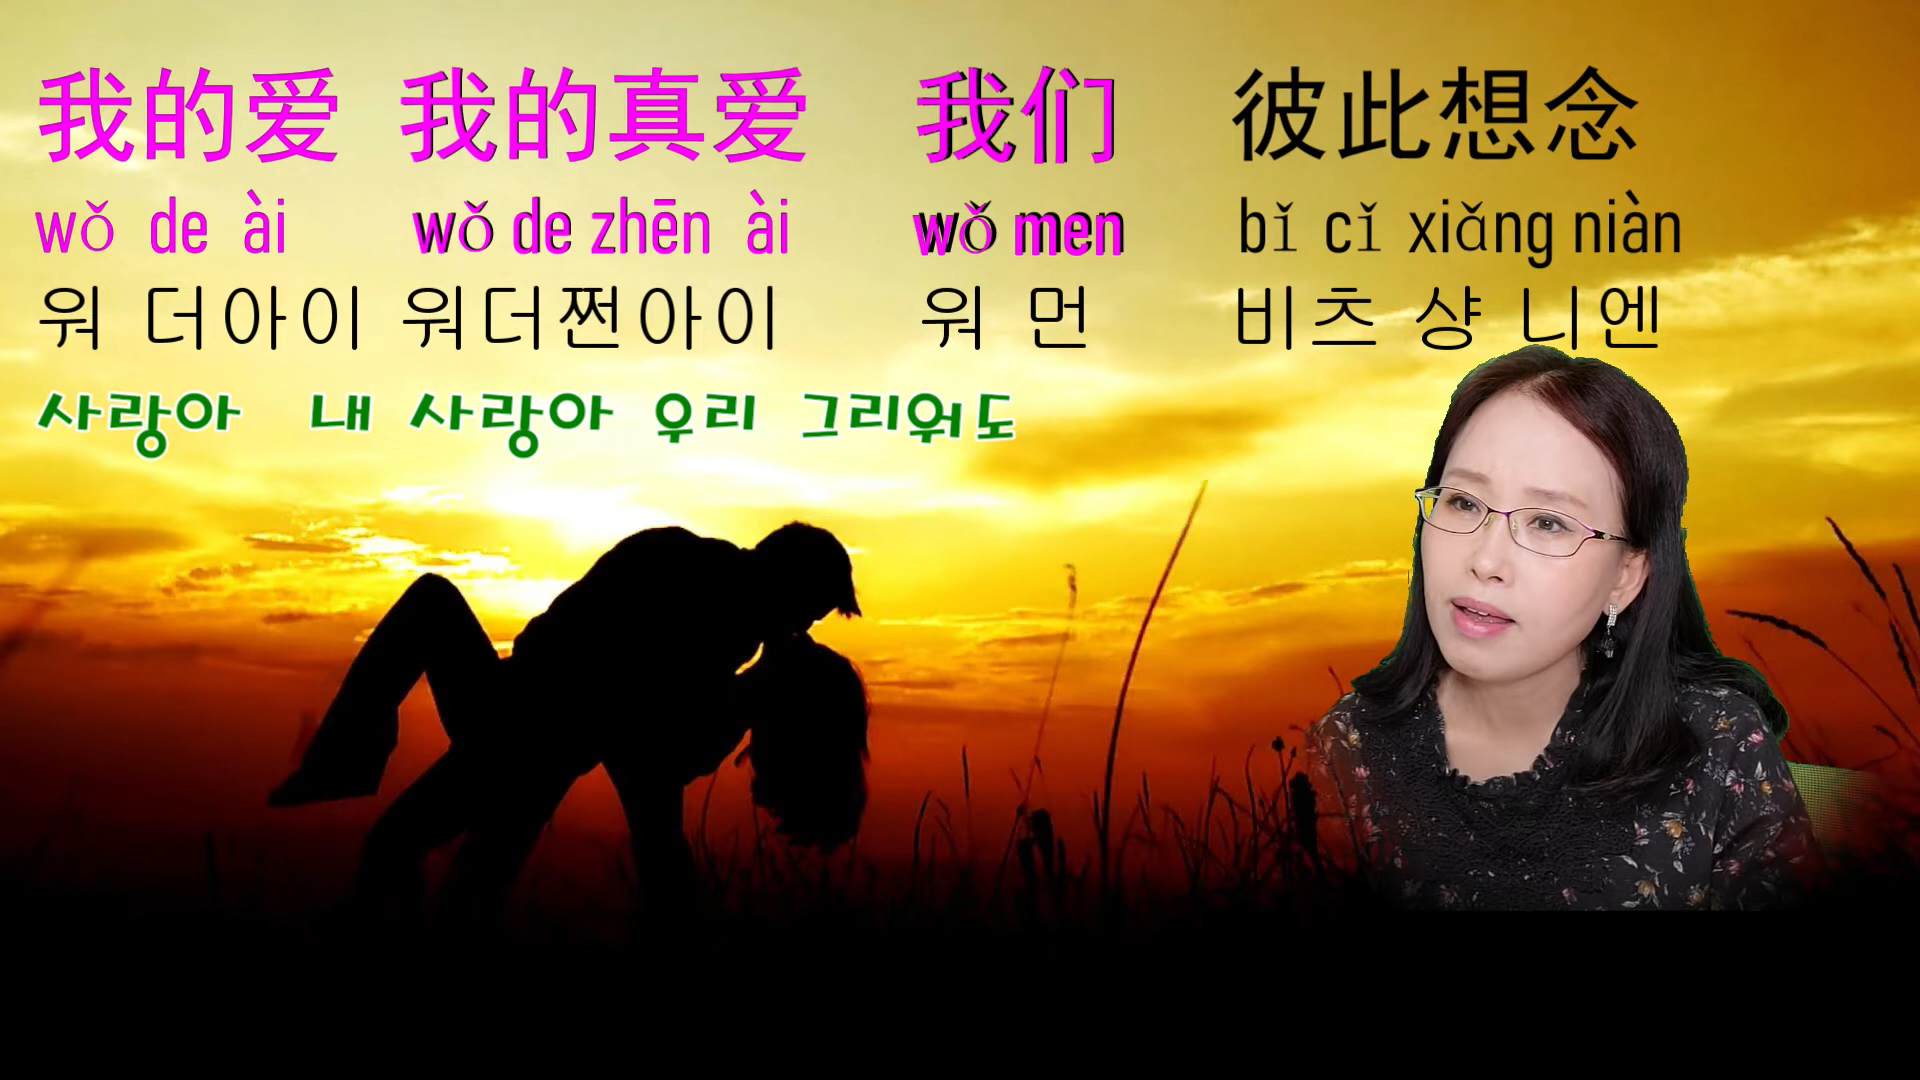 我的爱 我的真爱 我们 彼此想念
wǒ de ài wǒ de zhēn ài wǒ men bǐ cǐ xiǎng niàn
워 더아이 워더쩐아이 워 먼 비츠 샹 니엔
사랑아 내 사랑아 우리 그리워도